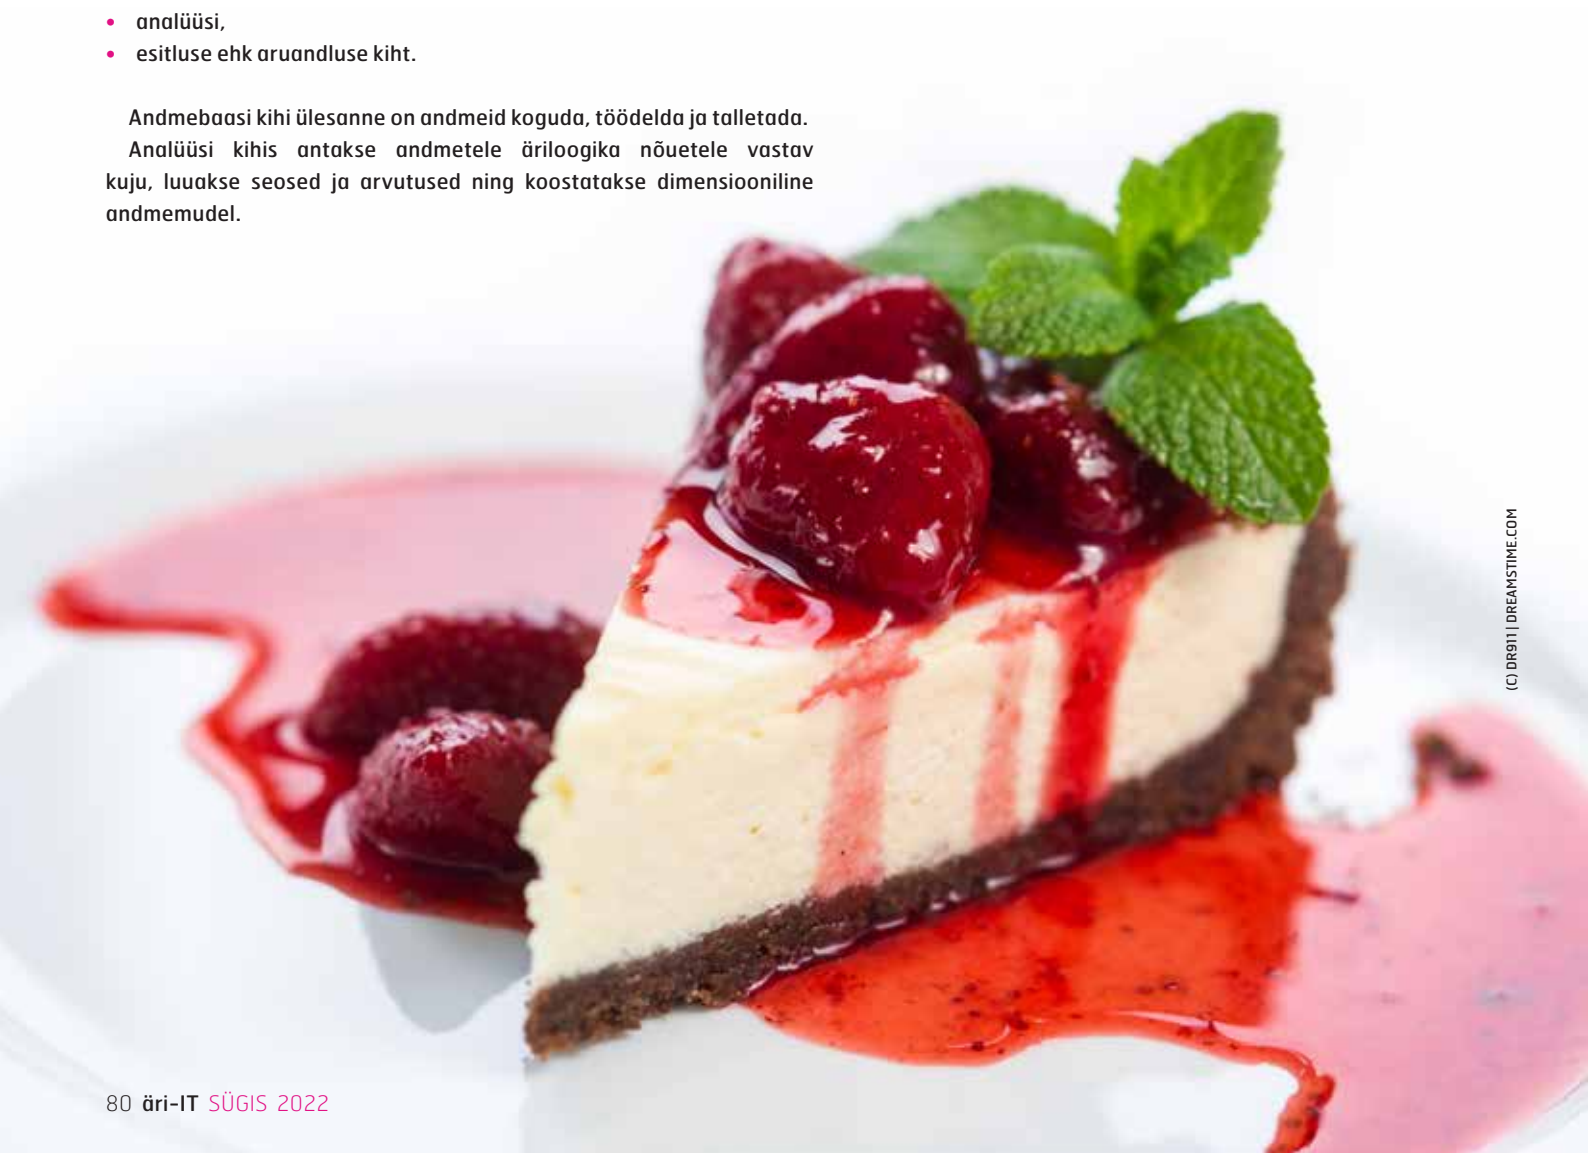 • analüüsi,
• esitluse ehk aruandluse kiht.
Andmebaasi kihi ülesanne on andmeid koguda, töödelda ja talletada.
Analüüsi kihis antakse andmetele äriloogika nõuetele vastav
kuju, luuakse seosed ja arvutused ning koostatakse dimensiooniline
andmemudel.
(C) DR911 | DREAMSTIME.COM
80 äri-IT SÜGIS 2022